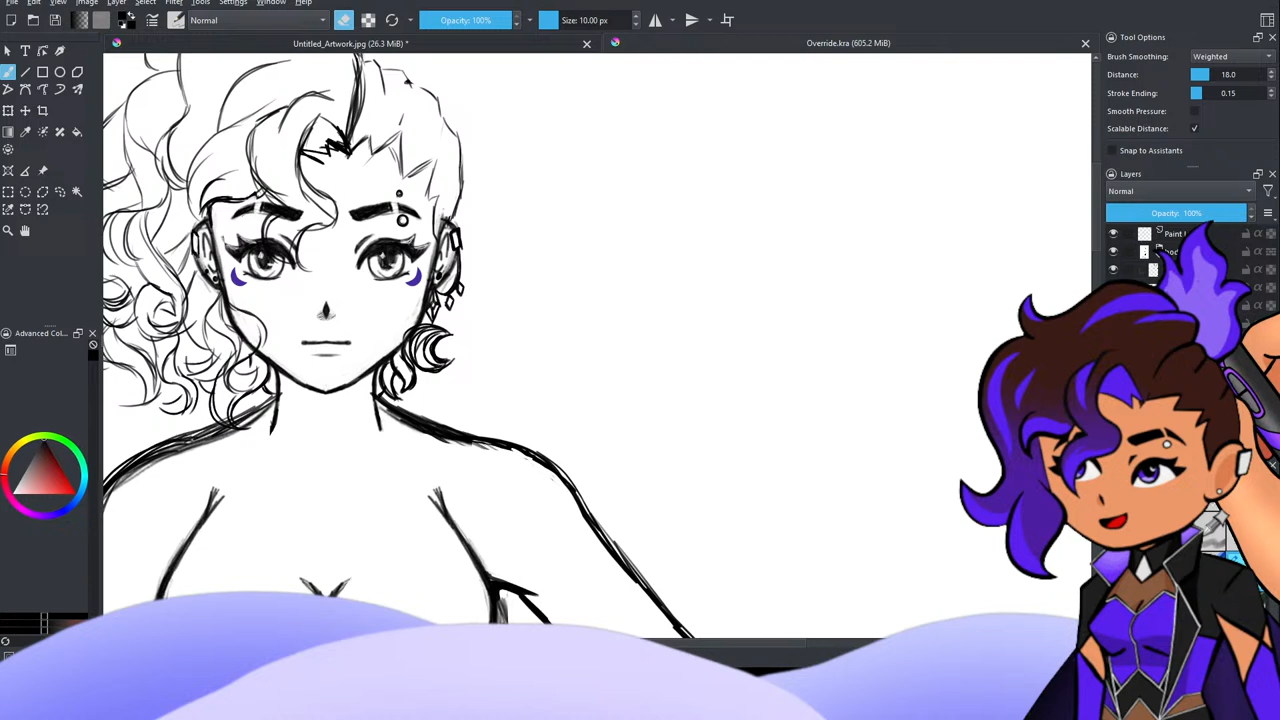 File Edit View Image Layer Select Filter Tools Settings Window Help
Normal
Opacity: 100%
Size: 10.00 px
Untitled_Artwork.jpg (26.3 MiB) *
Override.kra (605.2 MiB)
Tool Options
Brush Smoothing: Weighted
Distance: 18.0
Stroke Ending: 0.15
Smooth Pressure:
Scalable Distance:
Snap to Assistants
Layers
Normal
Opacity: 100%
Paint
Advanced Col...